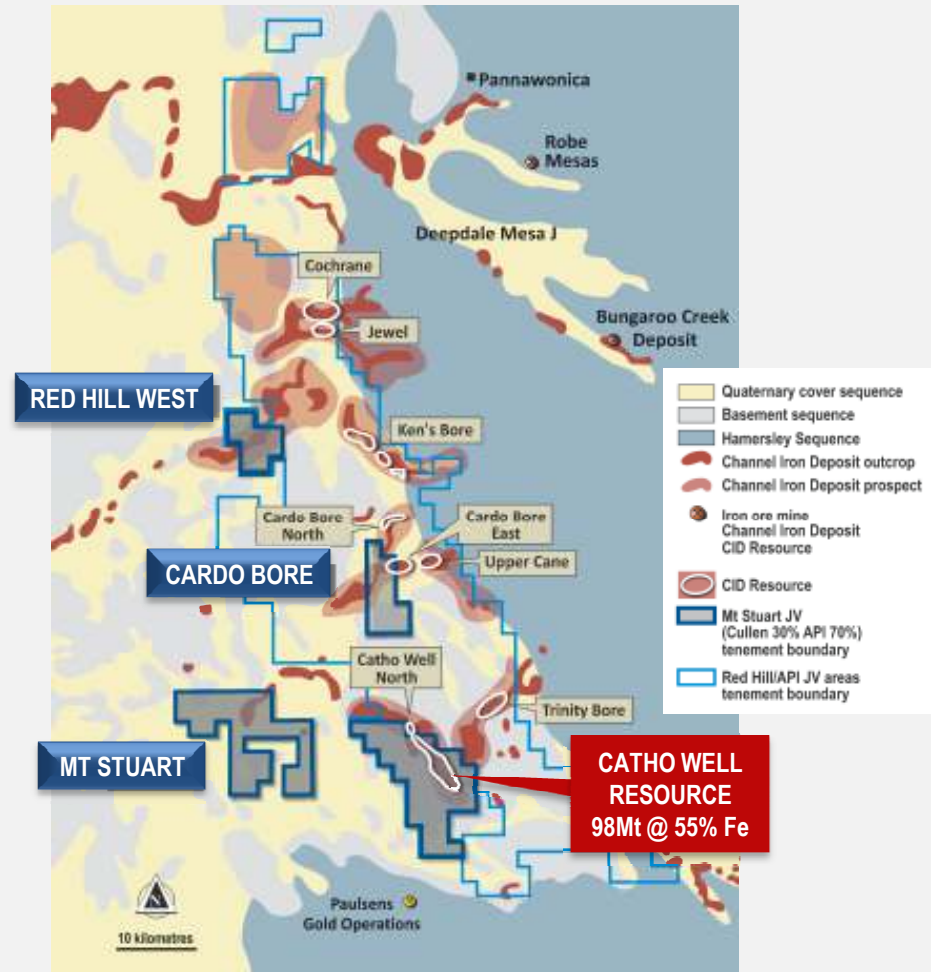 Pannawonica
Robe
Mesas
Deepdale Mesa J
Cochrane
Bungaroo Creek
Deposit
Jewel
RED HILL WEST
Ken's Bore
Quaternary cover sequence
Basement sequence
Hamersley Sequence
Channel Iron Deposit outcrop
Channel Iron Deposit prospect
Iron ore mine
Channel Iron Deposit
CID Resource
CID Resource
Mt Stuart JV
(Cullen 30% API 70%)
tenement boundary
Red Hill/API JV areas
tenement boundary
Cardo Bore
North
Cardo Bore
East
Upper Cane
CARDO BORE
Catho Well
North
Trinity Bore
MT STUART
CATHO WELL
RESOURCE
98Mt @ 55% Fe
N
10 kilometres
Paulsens
Gold Operations